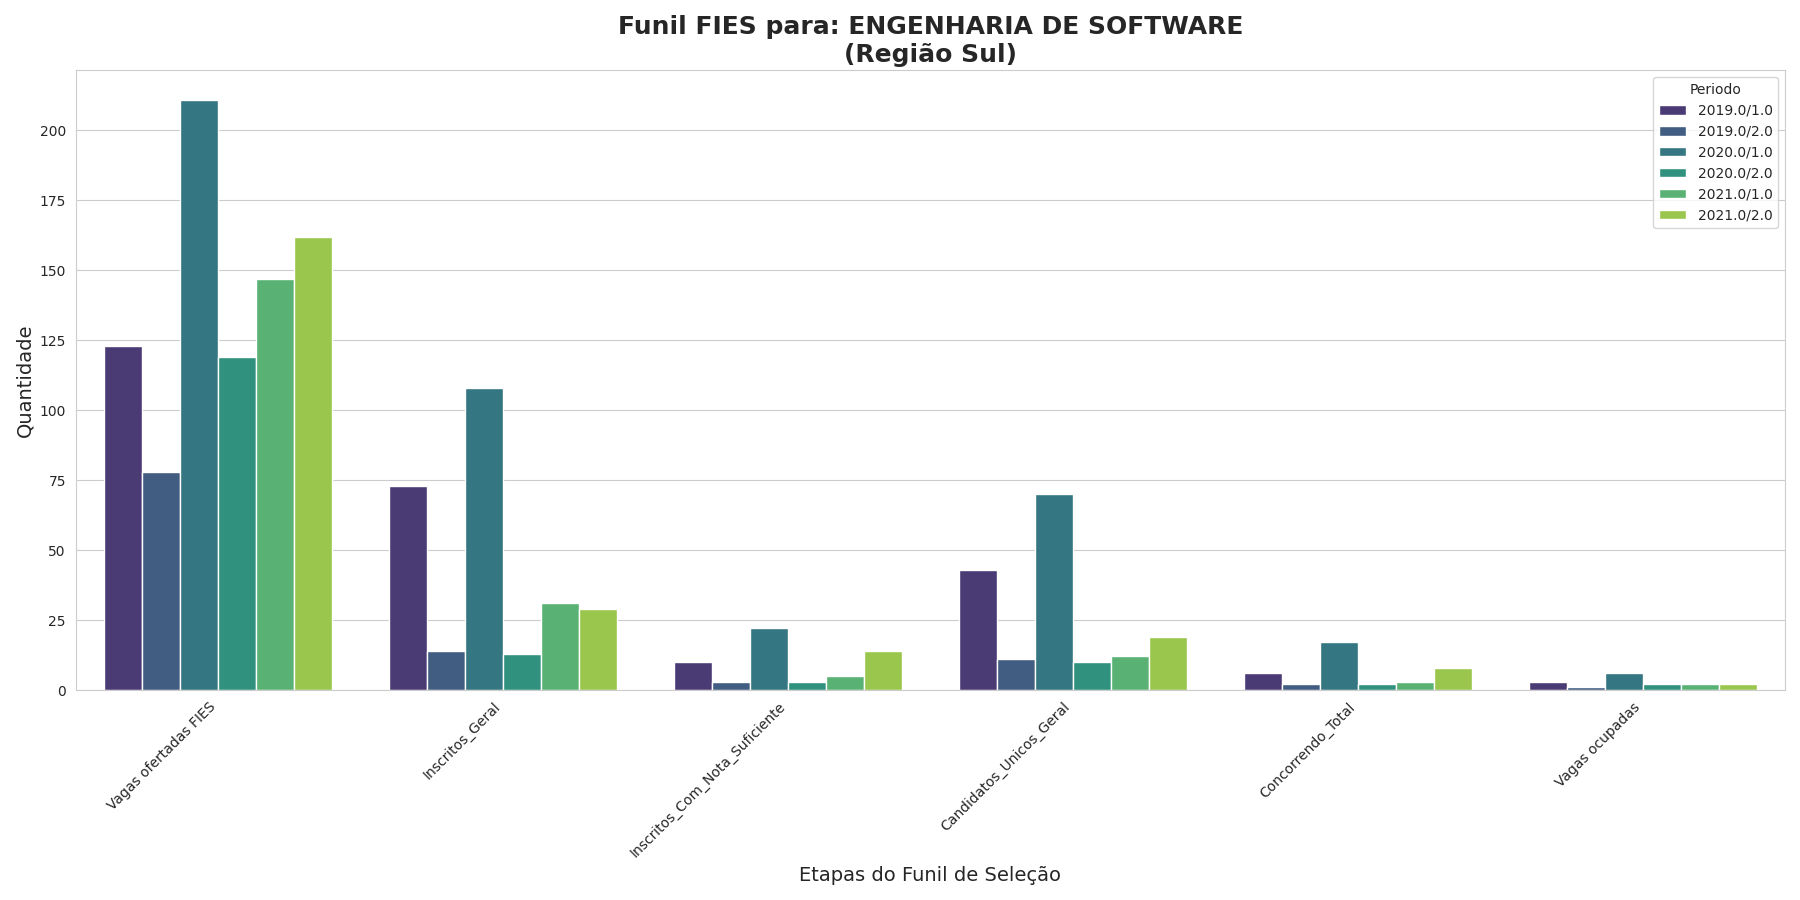 Funil FIES para: ENGENHARIA DE SOFTWARE
(Região Sul)
Periodo
2019.0/1.0
2019.0/2.0
2020.0/1.0
2020.0/2.0
2021.0/1.0
2021.0/2.0
Quantidade
200
175
150
125
100
75
50
25
0
Vagas ofertadas FIES
Inscritos_Geral
Inscritos_Com_Nota_Suficiente
Candidatos_Unicos_Geral
Concorrendo_Total
Vagas ocupadas
Etapas do Funil de Seleção